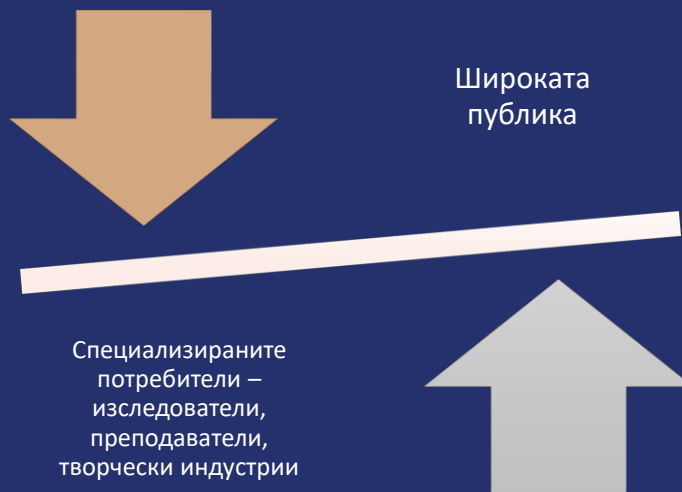 Широката
публика
Специализираните
потребители –
изследователи,
преподаватели,
творчески индустрии